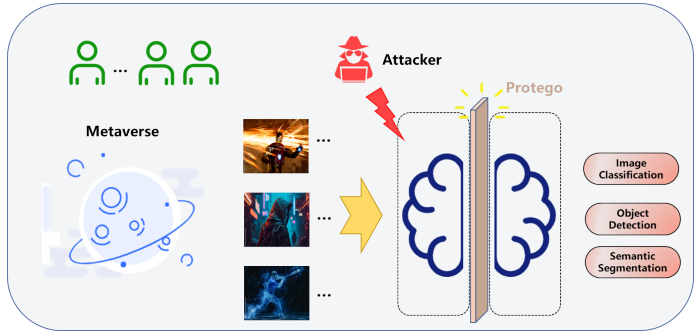 ...
Attacker
Protego
Metaverse
...
Image
Classification
...
Object
Detection
Semantic
Segmentation
...